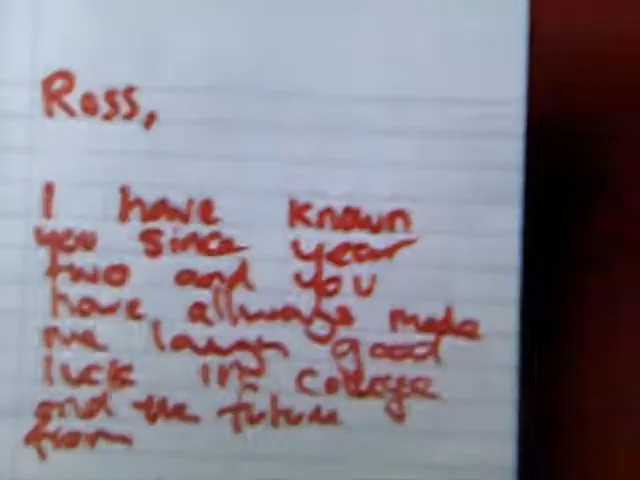 Ross,
I have known
you since year
two and you
have allways made
me laugh good
luck in college
and the future
from